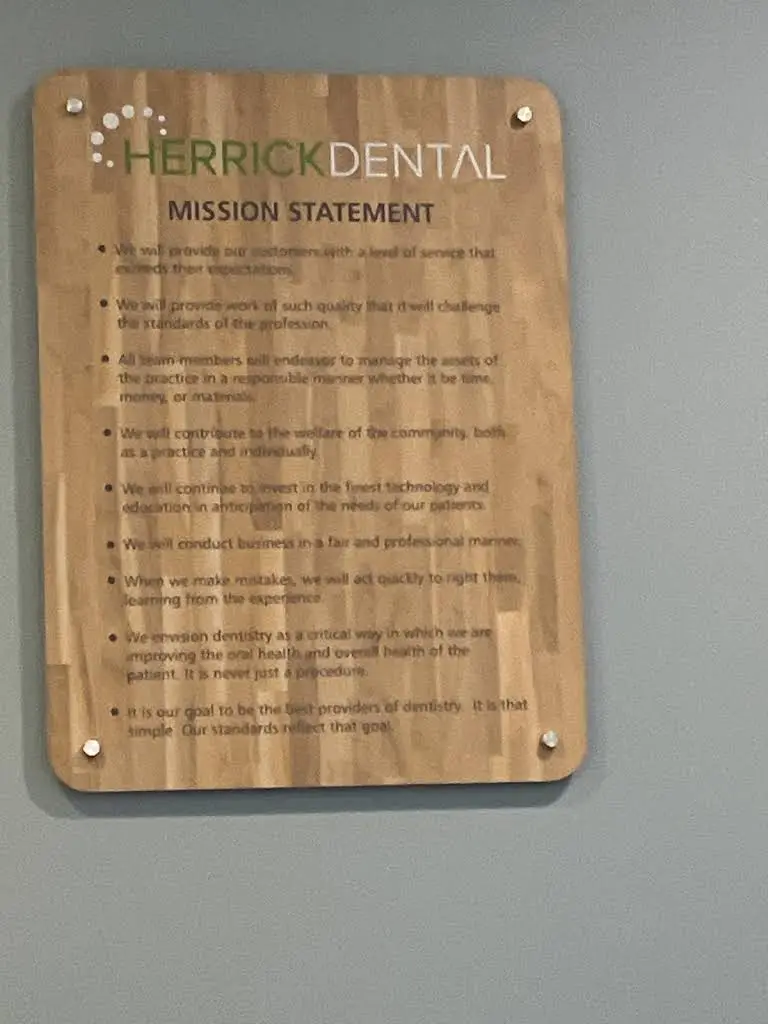 HERRICKDENTAL
MISSION STATEMENT
• We will provide our customers with a level of service that
exceeds their expectations.
• We will provide work of such quality that it will challenge
the standards of the profession.
• All team members will endeavor to manage the assets of
the practice in a responsible manner whether it be time,
money, or materials.
• We will contribute to the welfare of the community, both
as a practice and individually.
• We will continue to invest in the finest technology and
education in anticipation of the needs of our patients.
• We will conduct business in a fair and professional manner.
• When we make mistakes, we will act quickly to right them,
learning from the experience.
• We envision dentistry as a critical way in which we are
improving the oral health and overall health of the
patient. It is never just a procedure.
• It is our goal to be the best providers of dentistry. It is that
simple. Our standards reflect that goal.